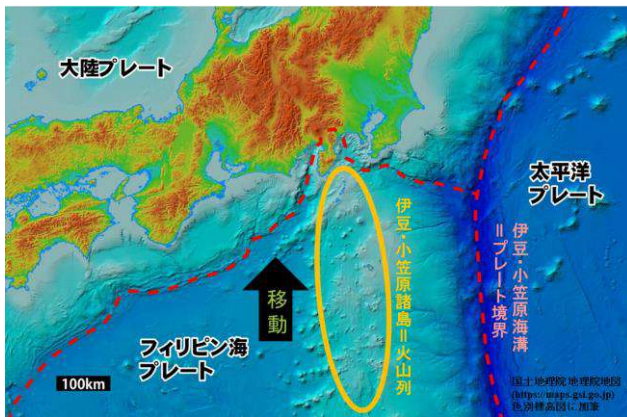 大陸プレート
太平洋
プレート
伊豆・小笠原諸島＝火山列
伊豆・小笠原海溝
＝プレート境界
移動
フィリピン海
プレート
100km
国土地理院 地理院地図
(https://maps.gsi.go.jp)
色別標高図に加筆